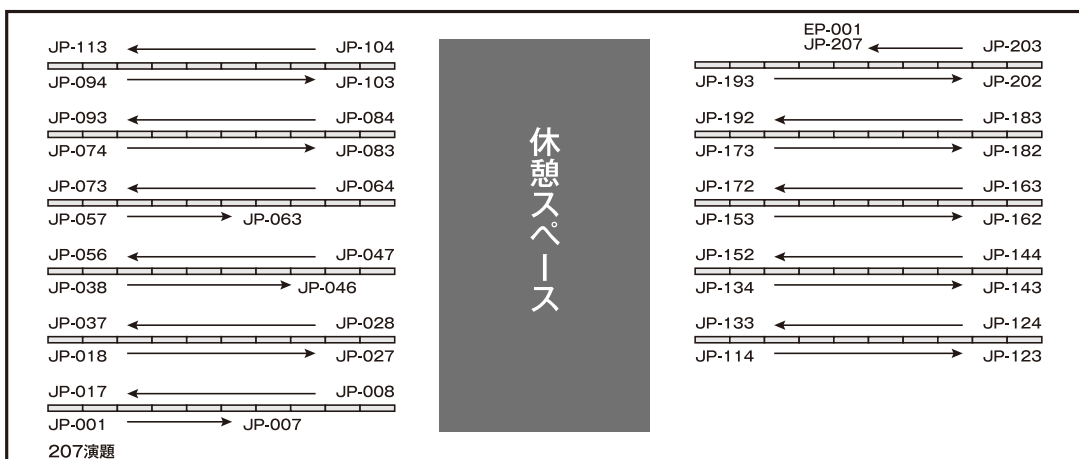 JP-113 JP-104
JP-094 JP-103
JP-093 JP-084
JP-074 JP-083
JP-073 JP-064
JP-057 JP-063
JP-056 JP-047
JP-038 JP-046
JP-037 JP-028
JP-018 JP-027
JP-017 JP-008
JP-001 JP-007
207演題
休憩スペース
EP-001
JP-207 JP-203
JP-193 JP-202
JP-192 JP-183
JP-173 JP-182
JP-172 JP-163
JP-153 JP-162
JP-152 JP-144
JP-134 JP-143
JP-133 JP-124
JP-114 JP-123